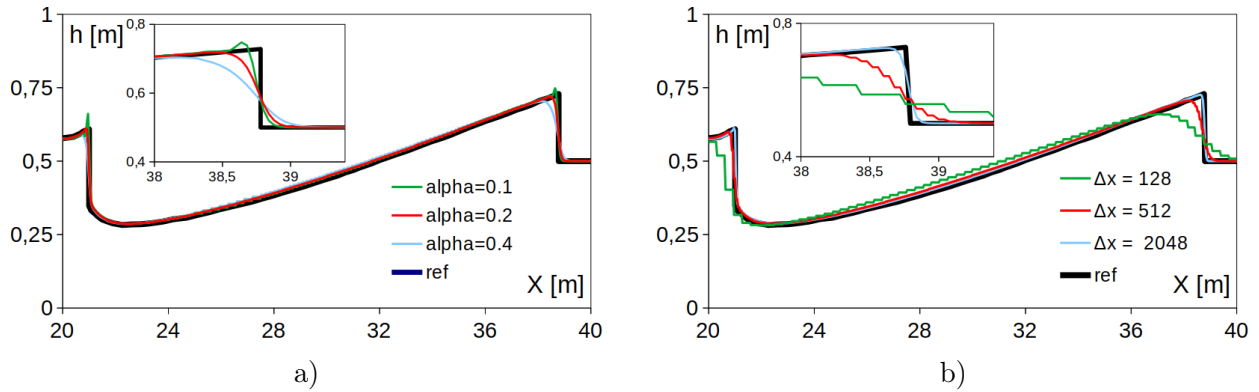 1
h [m]
0,75
0,5
0,25
0
20
24
28
32
36
40
X [m]
0,8
0,6
0,4
38
38,5
39
alpha=0.1
alpha=0.2
alpha=0.4
ref
a)
1
h [m]
0,75
0,5
0,25
0
20
24
28
32
36
40
X [m]
0,8
0,4
38
38,5
39
Δx = 128
Δx = 512
Δx = 2048
ref
b)